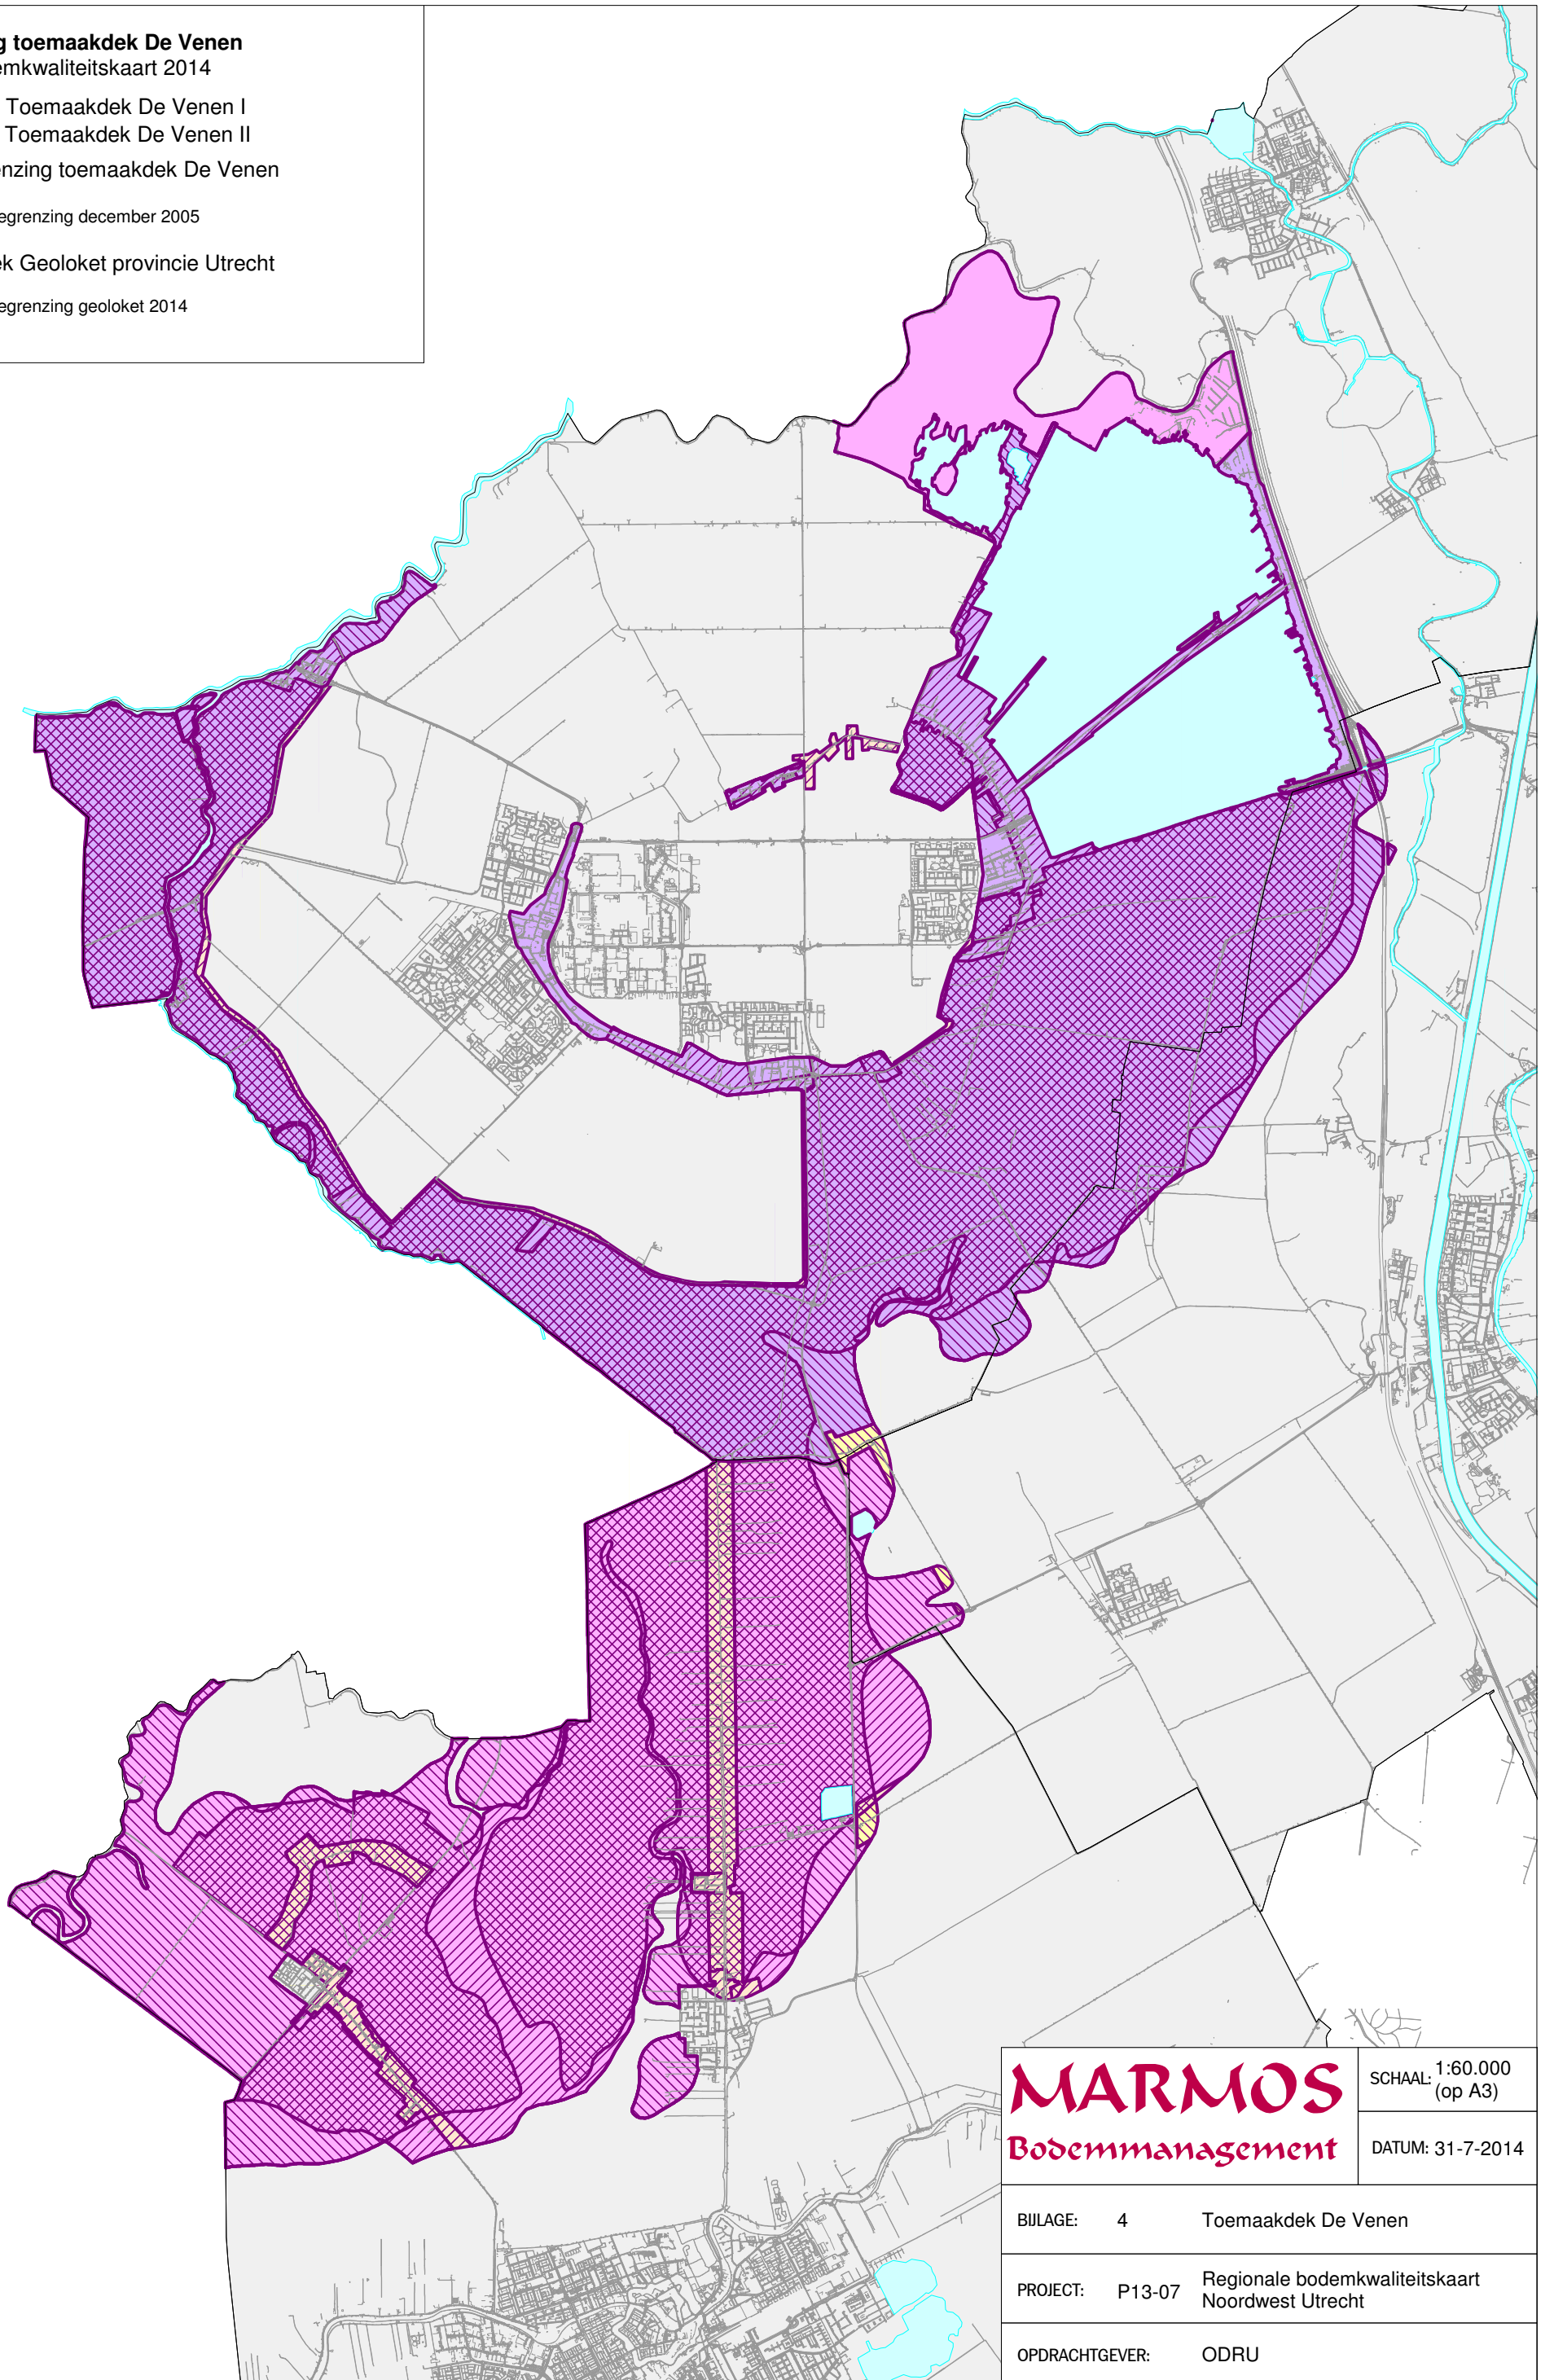 toemaakdek De Venen
emkwaliteitskaart 2014
Toemaakdek De Venen I
Toemaakdek De Venen II
enzing toemaakdek De Venen
egrenzing december 2005
ek Geoloket provincie Utrecht
egrenzing geoloket 2014
MARMOS
Bodemmanagement
SCHAAL: 1:60.000
(op A3)
DATUM: 31-7-2014
BIJLAGE: 4 Toemaakdek De Venen
PROJECT: P13-07 Regionale bodemkwaliteitskaart
Noordwest Utrecht
OPDRACHTGEVER: ODRU